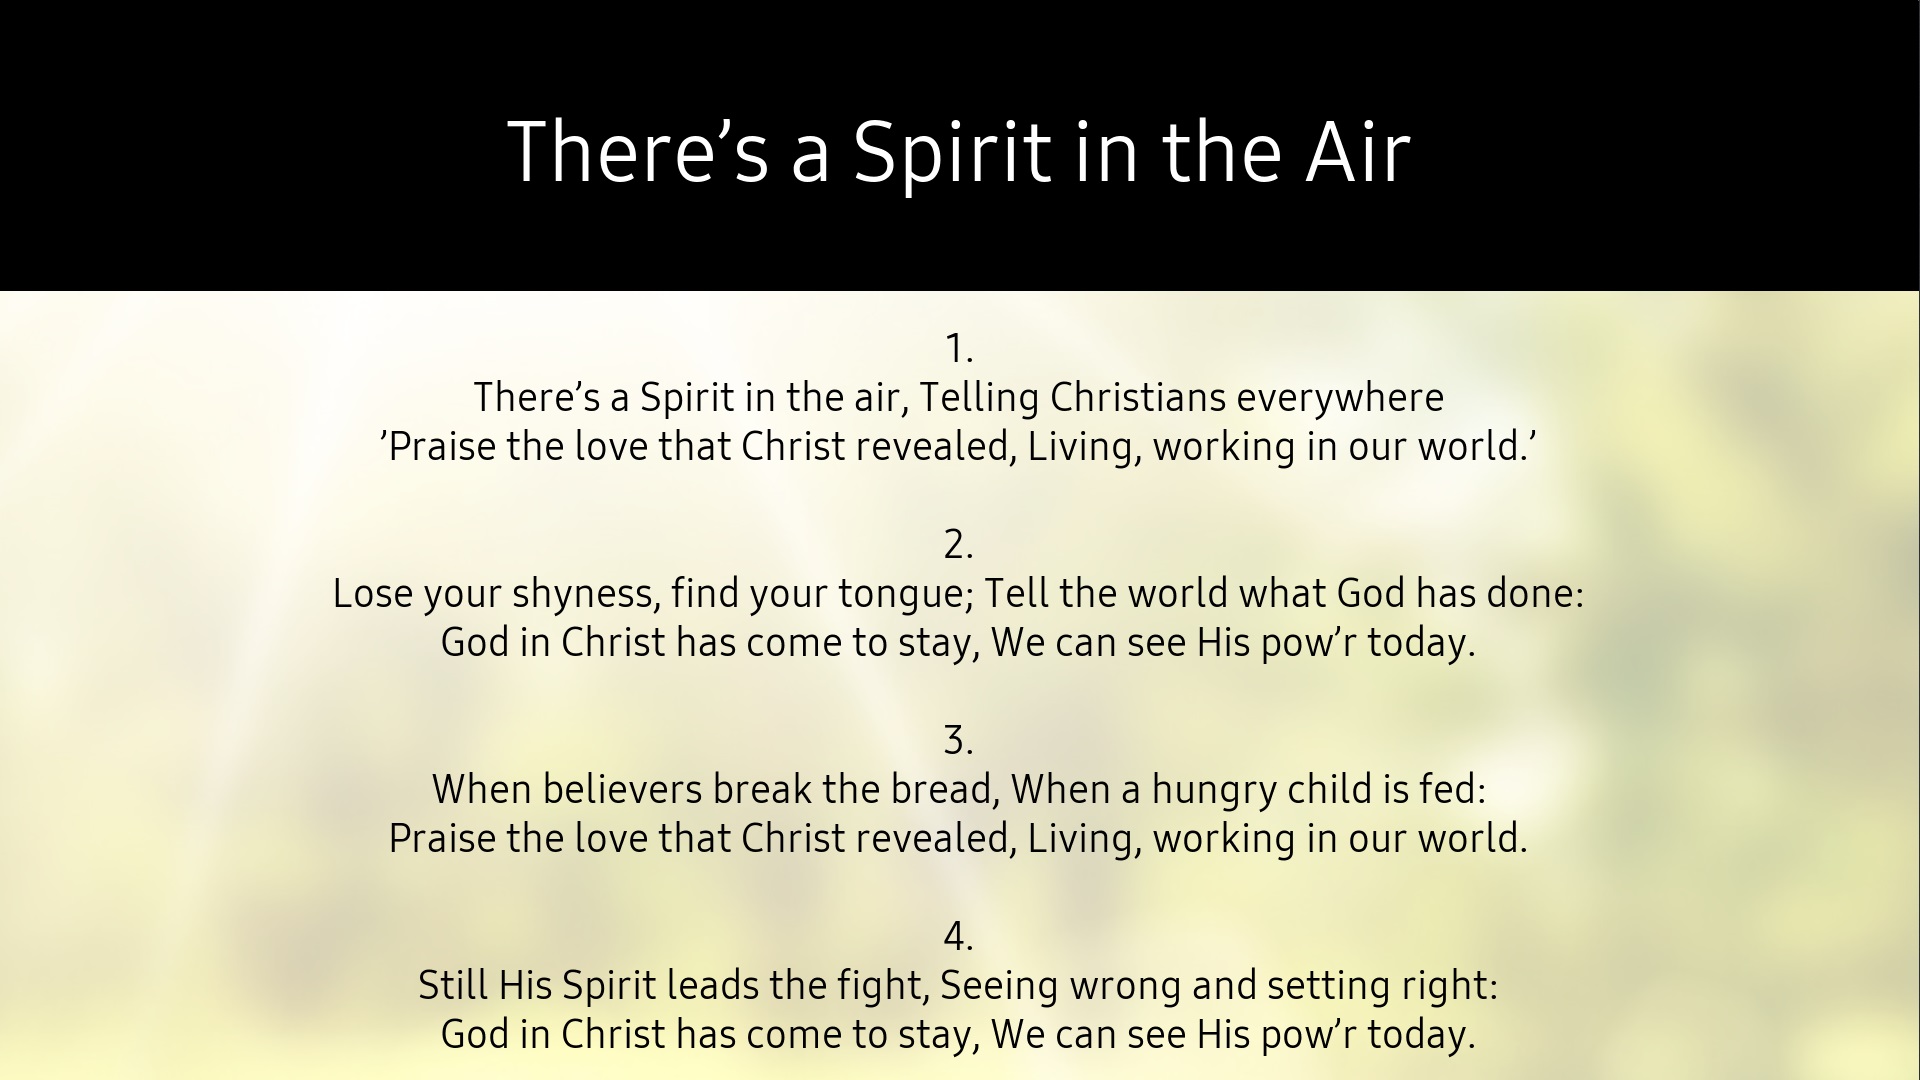 There’s a Spirit in the Air
1.
There’s a Spirit in the air, Telling Christians everywhere
’Praise the love that Christ revealed, Living, working in our world.’
2.
Lose your shyness, find your tongue; Tell the world what God has done:
God in Christ has come to stay, We can see His pow’r today.
3.
When believers break the bread, When a hungry child is fed:
Praise the love that Christ revealed, Living, working in our world.
4.
Still His Spirit leads the fight, Seeing wrong and setting right:
God in Christ has come to stay, We can see His pow’r today.